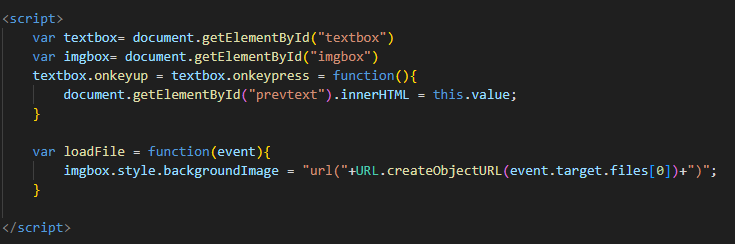 <script>
var textbox= document.getElementById("textbox")
var imgbox= document.getElementById("imgbox")
textbox.onkeyup = textbox.onkeypress = function(){
document.getElementById("prevtext").innerHTML = this.value;
}
var loadFile = function(event){
imgbox.style.backgroundImage = "url("+URL.createObjectURL(event.target.files[0])+")";
}
</script>